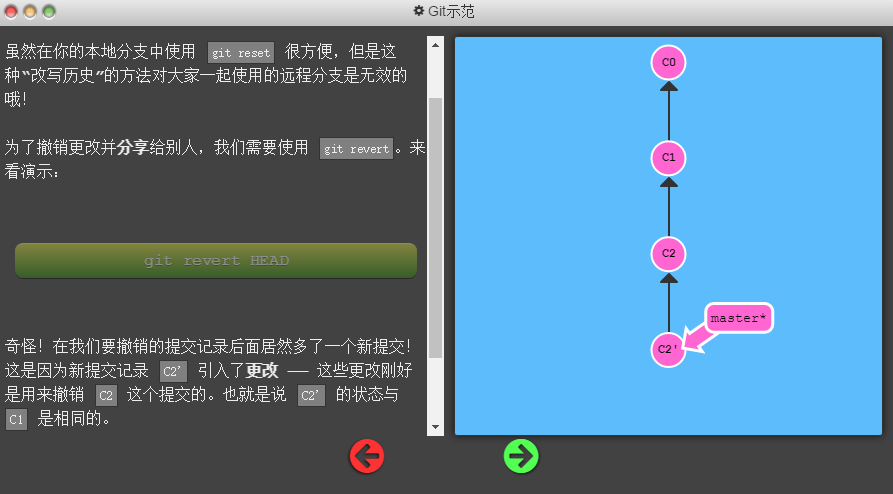 Git示范
虽然在你的本地分支中使用 git reset 很方便，但是这
种“改写历史”的方法对大家一起使用的远程分支是无效的
哦！
为了撤销更改并分享给别人，我们需要使用 git revert。来
看演示：
git revert HEAD
奇怪！在我们要撤销的提交记录后面居然多了一个新提交！
这是因为新提交记录 C2' 引入了更改 —— 这些更改刚好
是用来撤销 C2 这个提交的。也就是说 C2' 的状态与
C1 是相同的。
C0
C1
C2
master*
C2'